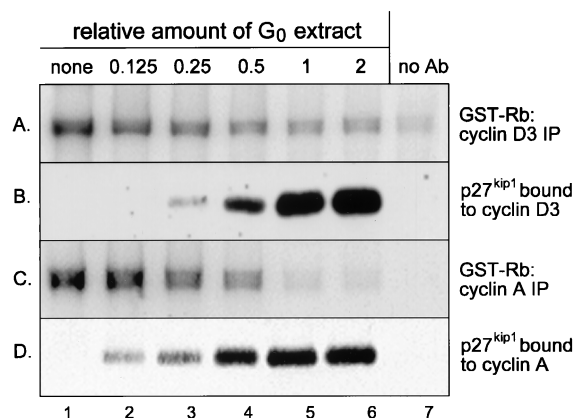 relative amount of G0 extract
none 0.125 0.25 0.5 1 2 no Ab
A. GST-Rb:
cyclin D3 IP
B. p27kip1 bound
to cyclin D3
C. GST-Rb:
cyclin A IP
D. p27kip1 bound
to cyclin A
1 2 3 4 5 6 7